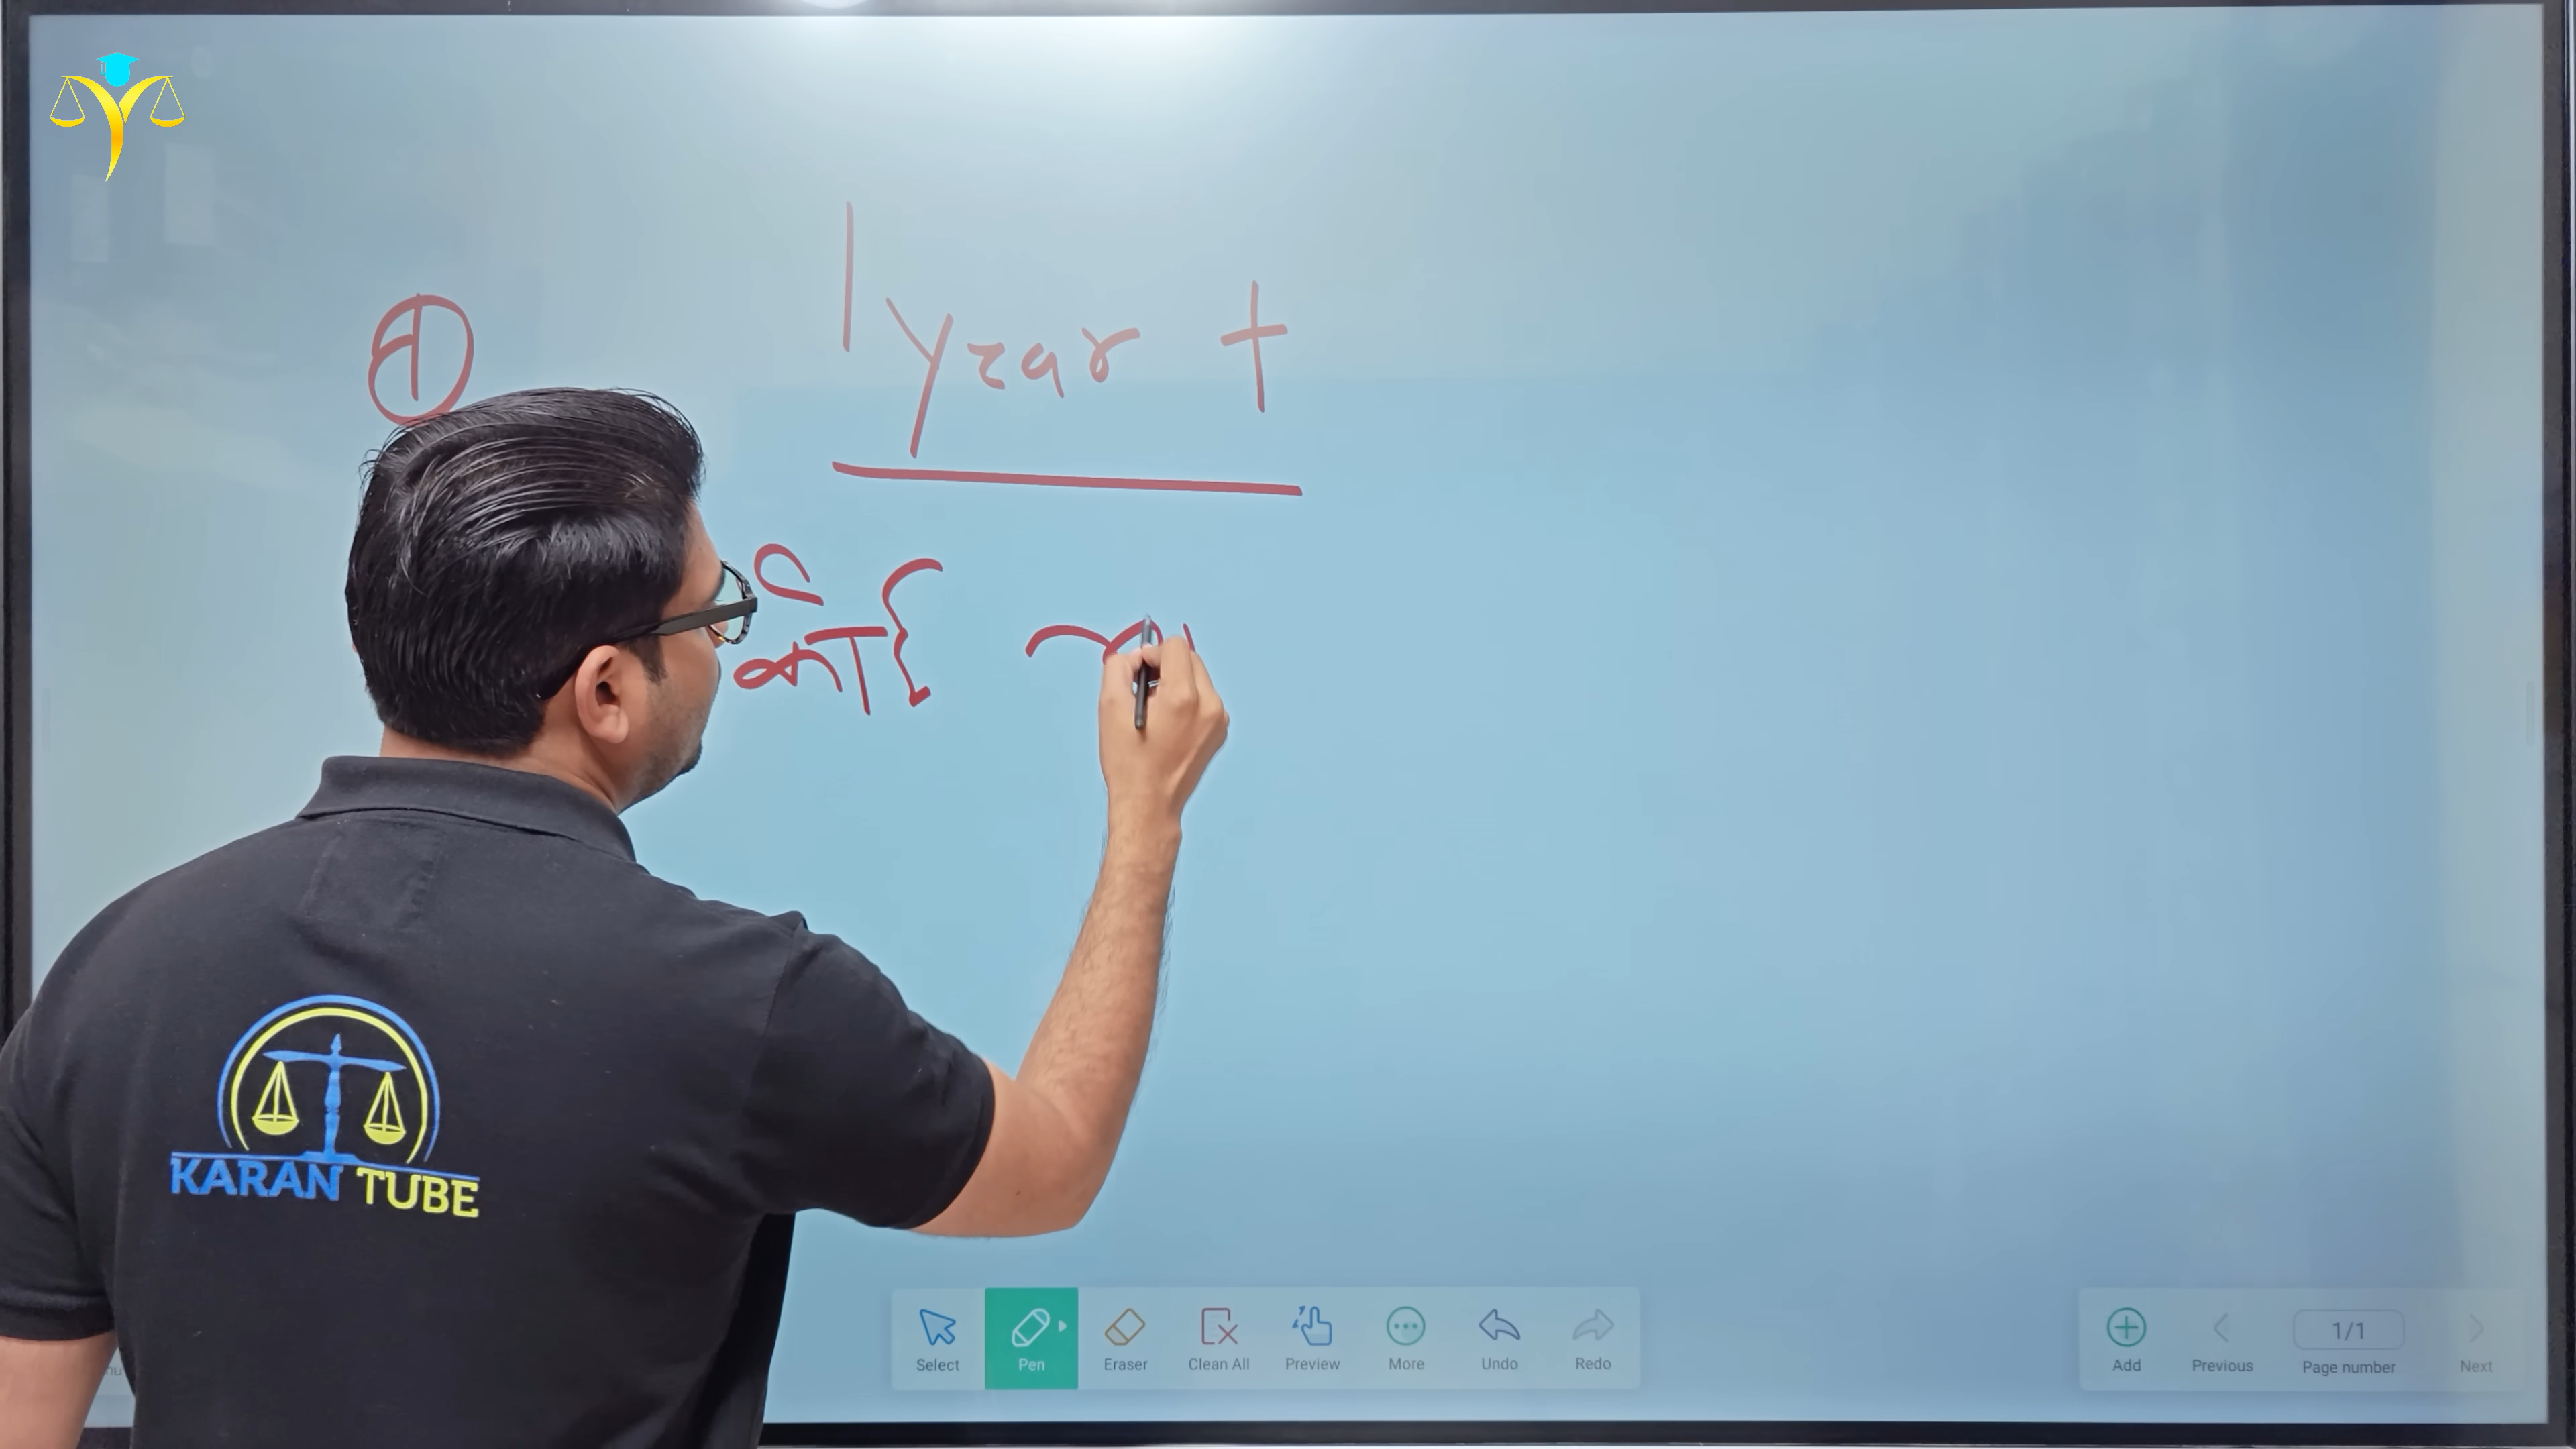 ①
1 year +
KARAN TUBE
Select Pen Eraser Clean All Preview More Undo Redo
Add Previous 1/1 Page number Next